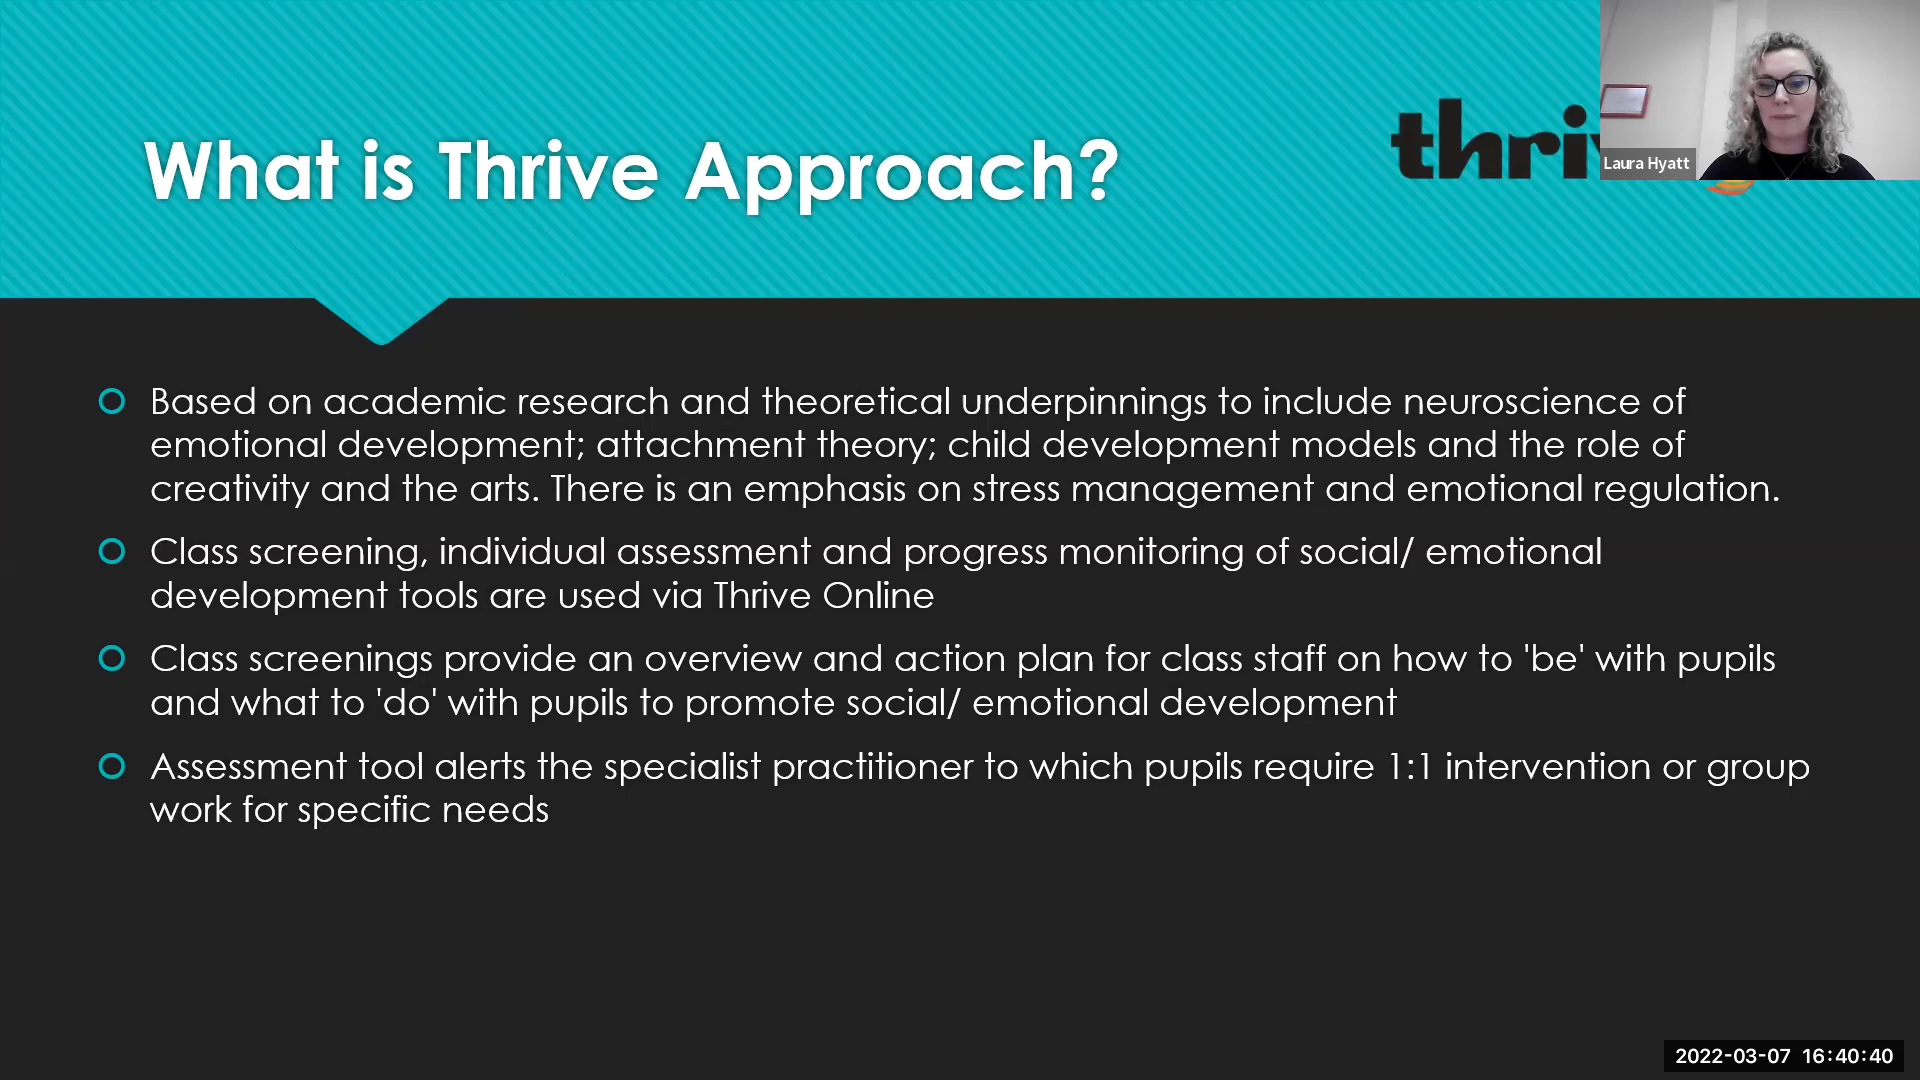 What is Thrive Approach?
thri
Laura Hyatt
Based on academic research and theoretical underpinnings to include neuroscience of
emotional development; attachment theory; child development models and the role of
creativity and the arts. There is an emphasis on stress management and emotional regulation.
Class screening, individual assessment and progress monitoring of social/ emotional
development tools are used via Thrive Online
Class screenings provide an overview and action plan for class staff on how to 'be' with pupils
and what to 'do' with pupils to promote social/ emotional development
Assessment tool alerts the specialist practitioner to which pupils require 1:1 intervention or group
work for specific needs
2022-03-07 16:40:40